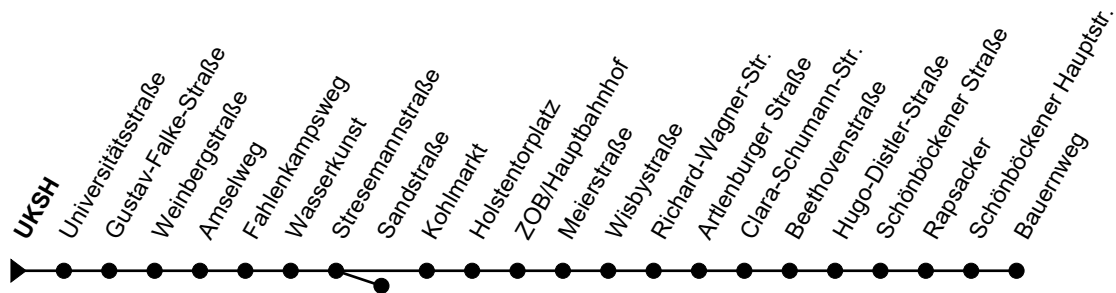 UKSH
Universitätsstraße
Gustav-Falke-Straße
Weinbergstraße
Amselweg
Fahlenkampsweg
Wasserkunst
Stresemannstraße
Sandstraße
Kohlmarkt
Holstentorplatz
ZOB/Hauptbahnhof
Meierstraße
Wisbystraße
Richard-Wagner-Str.
Artlenburger Straße
Clara-Schumann-Str.
Beethovenstraße
Hugo-Distler-Straße
Schönböckener Straße
Rapsacker
Schönböckener Hauptstr.
Bauernweg